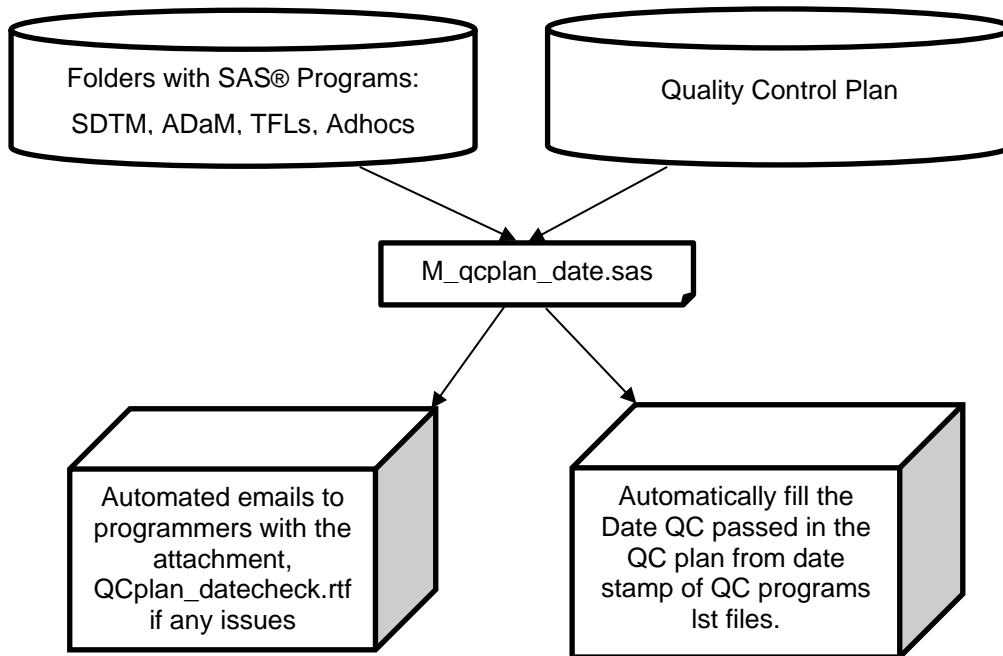 Folders with SAS® Programs:
SDTM, ADaM, TFLs, Adhocs
Quality Control Plan
M_qcplan_date.sas
Automated emails to
programmers with the
attachment,
QCplan_datecheck.rtf
if any issues
Automatically fill the
Date QC passed in the
QC plan from date
stamp of QC programs
lst files.